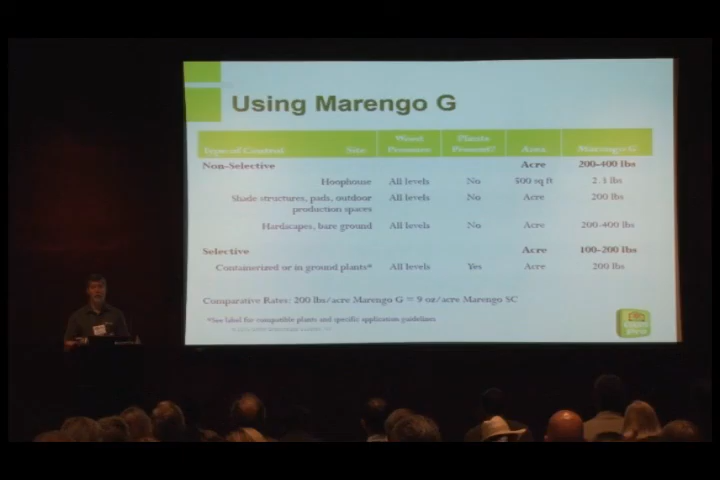 Using Marengo G
Type of Control Site Weed Pressure Plants Present? Area Marengo G
Non-Selective Acre 200-400 lbs
Hoophouse All levels No 500 sq ft 2.3 lbs
Shade structures, pads, outdoor production spaces All levels No Acre 200 lbs
Hardscapes, bare ground All levels No Acre 200-400 lbs
Selective Acre 100-200 lbs
Containerized or in ground plants* All levels Yes Acre 200 lbs
Comparative Rates: 200 lbs/acre Marengo G = 9 oz/acre Marengo SC
*See label for compatible plants and specific application guidelines